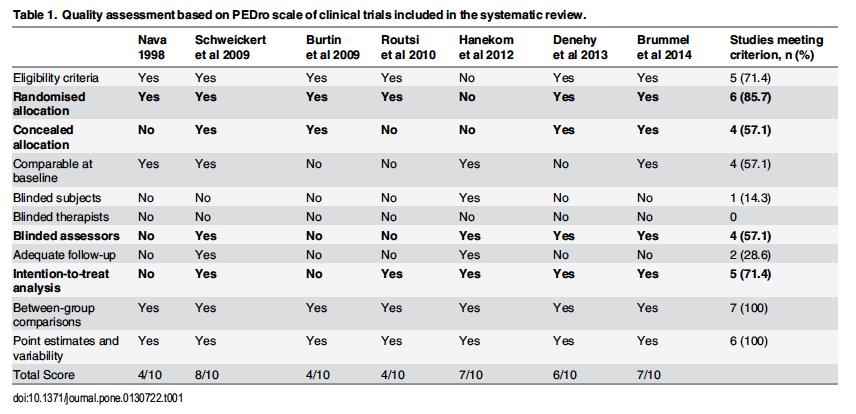 Table 1. Quality assessment based on PEDro scale of clinical trials included in the systematic review.
Nava 1998 Schweickert et al 2009 Burtin et al 2009 Routsi et al 2010 Hanekom et al 2012 Denehy et al 2013 Brummel et al 2014 Studies meeting criterion, n (%)
Eligibility criteria Yes Yes Yes Yes No Yes Yes 5 (71.4)
Randomised allocation Yes Yes Yes Yes No Yes Yes 6 (85.7)
Concealed allocation No Yes Yes No No Yes Yes 4 (57.1)
Comparable at baseline Yes Yes No No Yes No Yes 4 (57.1)
Blinded subjects No No No No Yes No No 1 (14.3)
Blinded therapists No No No No No No No 0
Blinded assessors No Yes No No Yes Yes Yes 4 (57.1)
Adequate follow-up No Yes No No Yes No No 2 (28.6)
Intention-to-treat analysis No Yes No Yes Yes Yes Yes 5 (71.4)
Between-group comparisons Yes Yes Yes Yes Yes Yes Yes 7 (100)
Point estimates and variability Yes Yes Yes Yes Yes Yes Yes 6 (100)
Total Score 4/10 8/10 4/10 4/10 7/10 6/10 7/10
doi:10.1371/journal.pone.0130722.t001